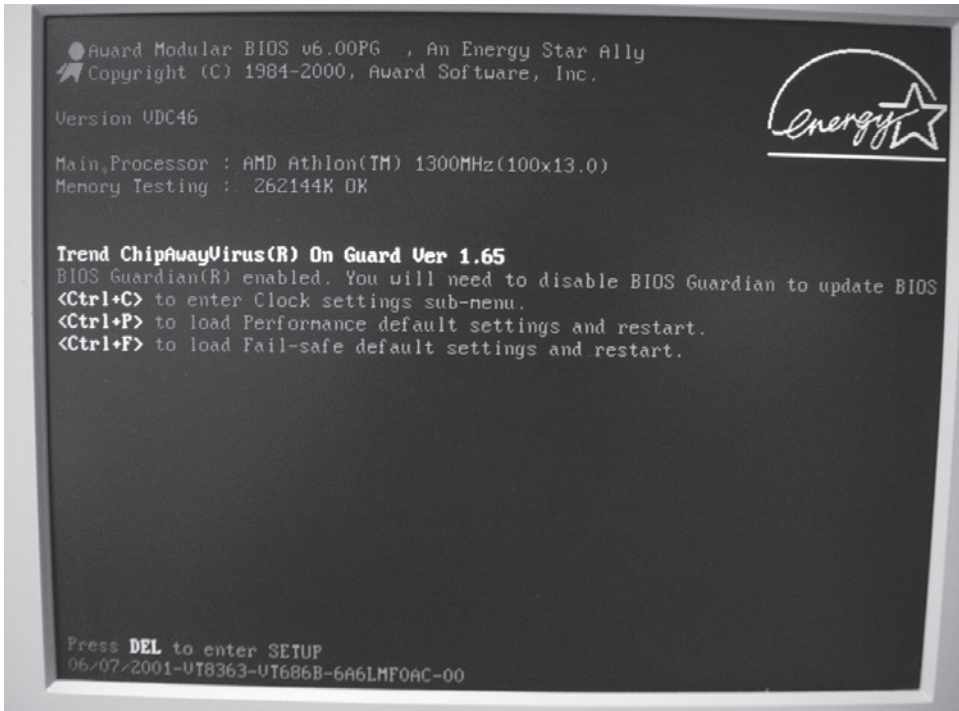 Award Modular BIOS v6.00PG , An Energy Star Ally
Copyright (C) 1984-2000, Award Software, Inc.
energy
Version VDC46
Main Processor : AMD Athlon(TM) 1300MHz(100x13.0)
Memory Testing : 262144K OK
Trend ChipAwayVirus(R) On Guard Ver 1.65
BIOS Guardian(R) enabled. You will need to disable BIOS Guardian to update BIOS
<Ctrl+C> to enter Clock settings sub-menu.
<Ctrl+P> to load Performance default settings and restart.
<Ctrl+F> to load Fail-safe default settings and restart.
Press DEL to enter SETUP
06/07/2001-VT8363-VT686B-6A6LMF0AC-00